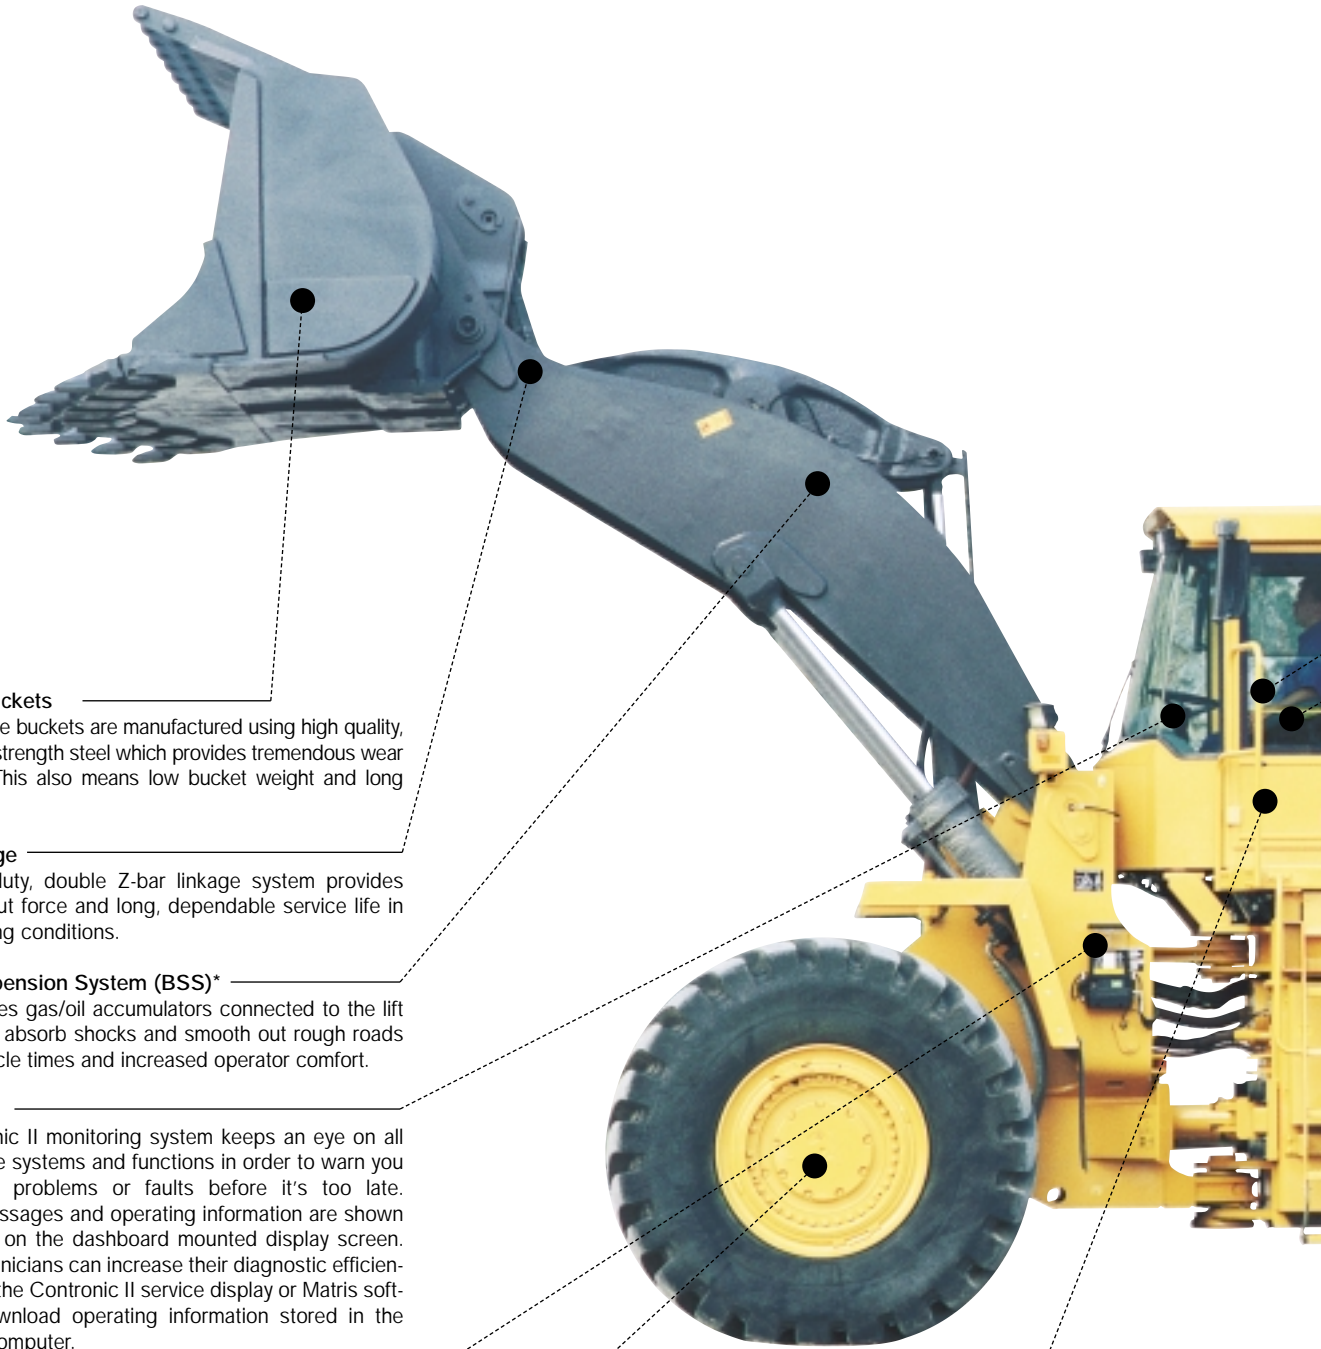 ckets
e buckets are manufactured using high quality,
strength steel which provides tremendous wear
This also means low bucket weight and long
ge
duty, double Z-bar linkage system provides
ut force and long, dependable service life in
ng conditions.
pension System (BSS)*
es gas/oil accumulators connected to the lift
absorb shocks and smooth out rough roads
cle times and increased operator comfort.
nic II monitoring system keeps an eye on all
e systems and functions in order to warn you
problems or faults before it's too late.
ssages and operating information are shown
on the dashboard mounted display screen.
nicians can increase their diagnostic efficien-
the Contronic II service display or Matris soft-
wnload operating information stored in the
omputer.